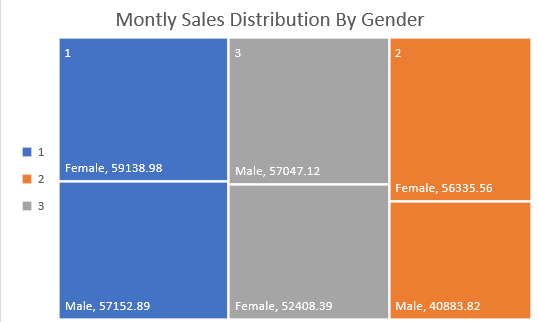 Montly Sales Distribution By Gender
1
2
3
1
Female, 59138.98
Male, 57152.89
3
Male, 57047.12
Female, 52408.39
2
Female, 56335.56
Male, 40883.82